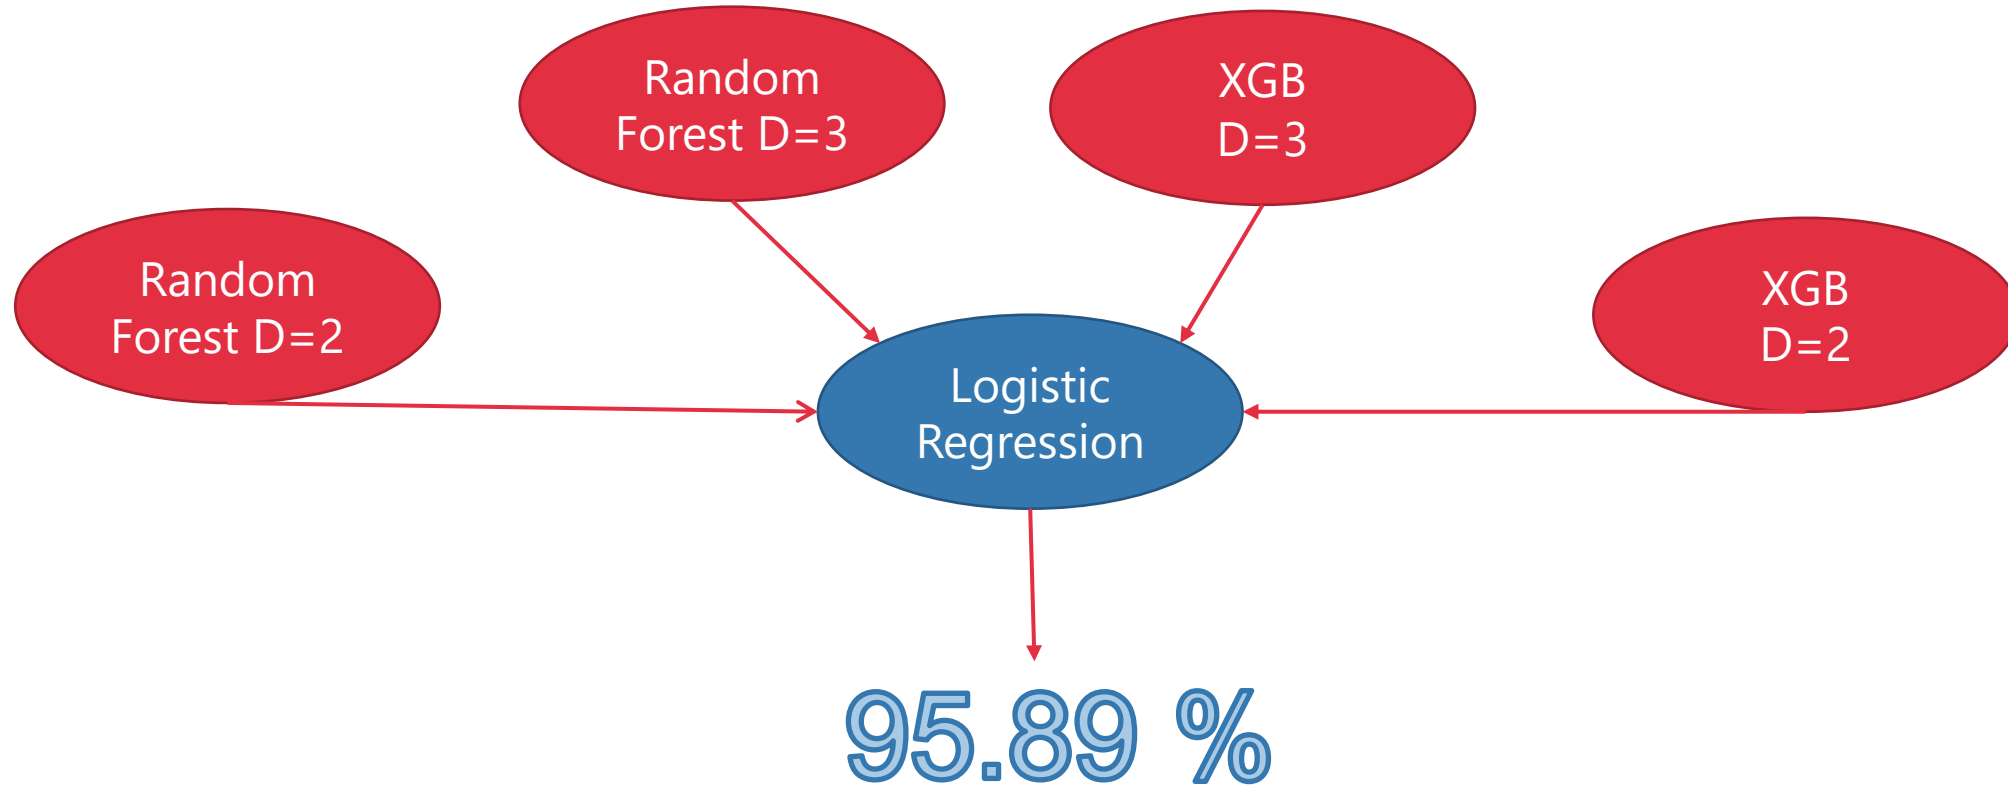 Random
Forest D=3
XGB
D=3
Random
Forest D=2
XGB
D=2
Logistic
Regression
95.89 %